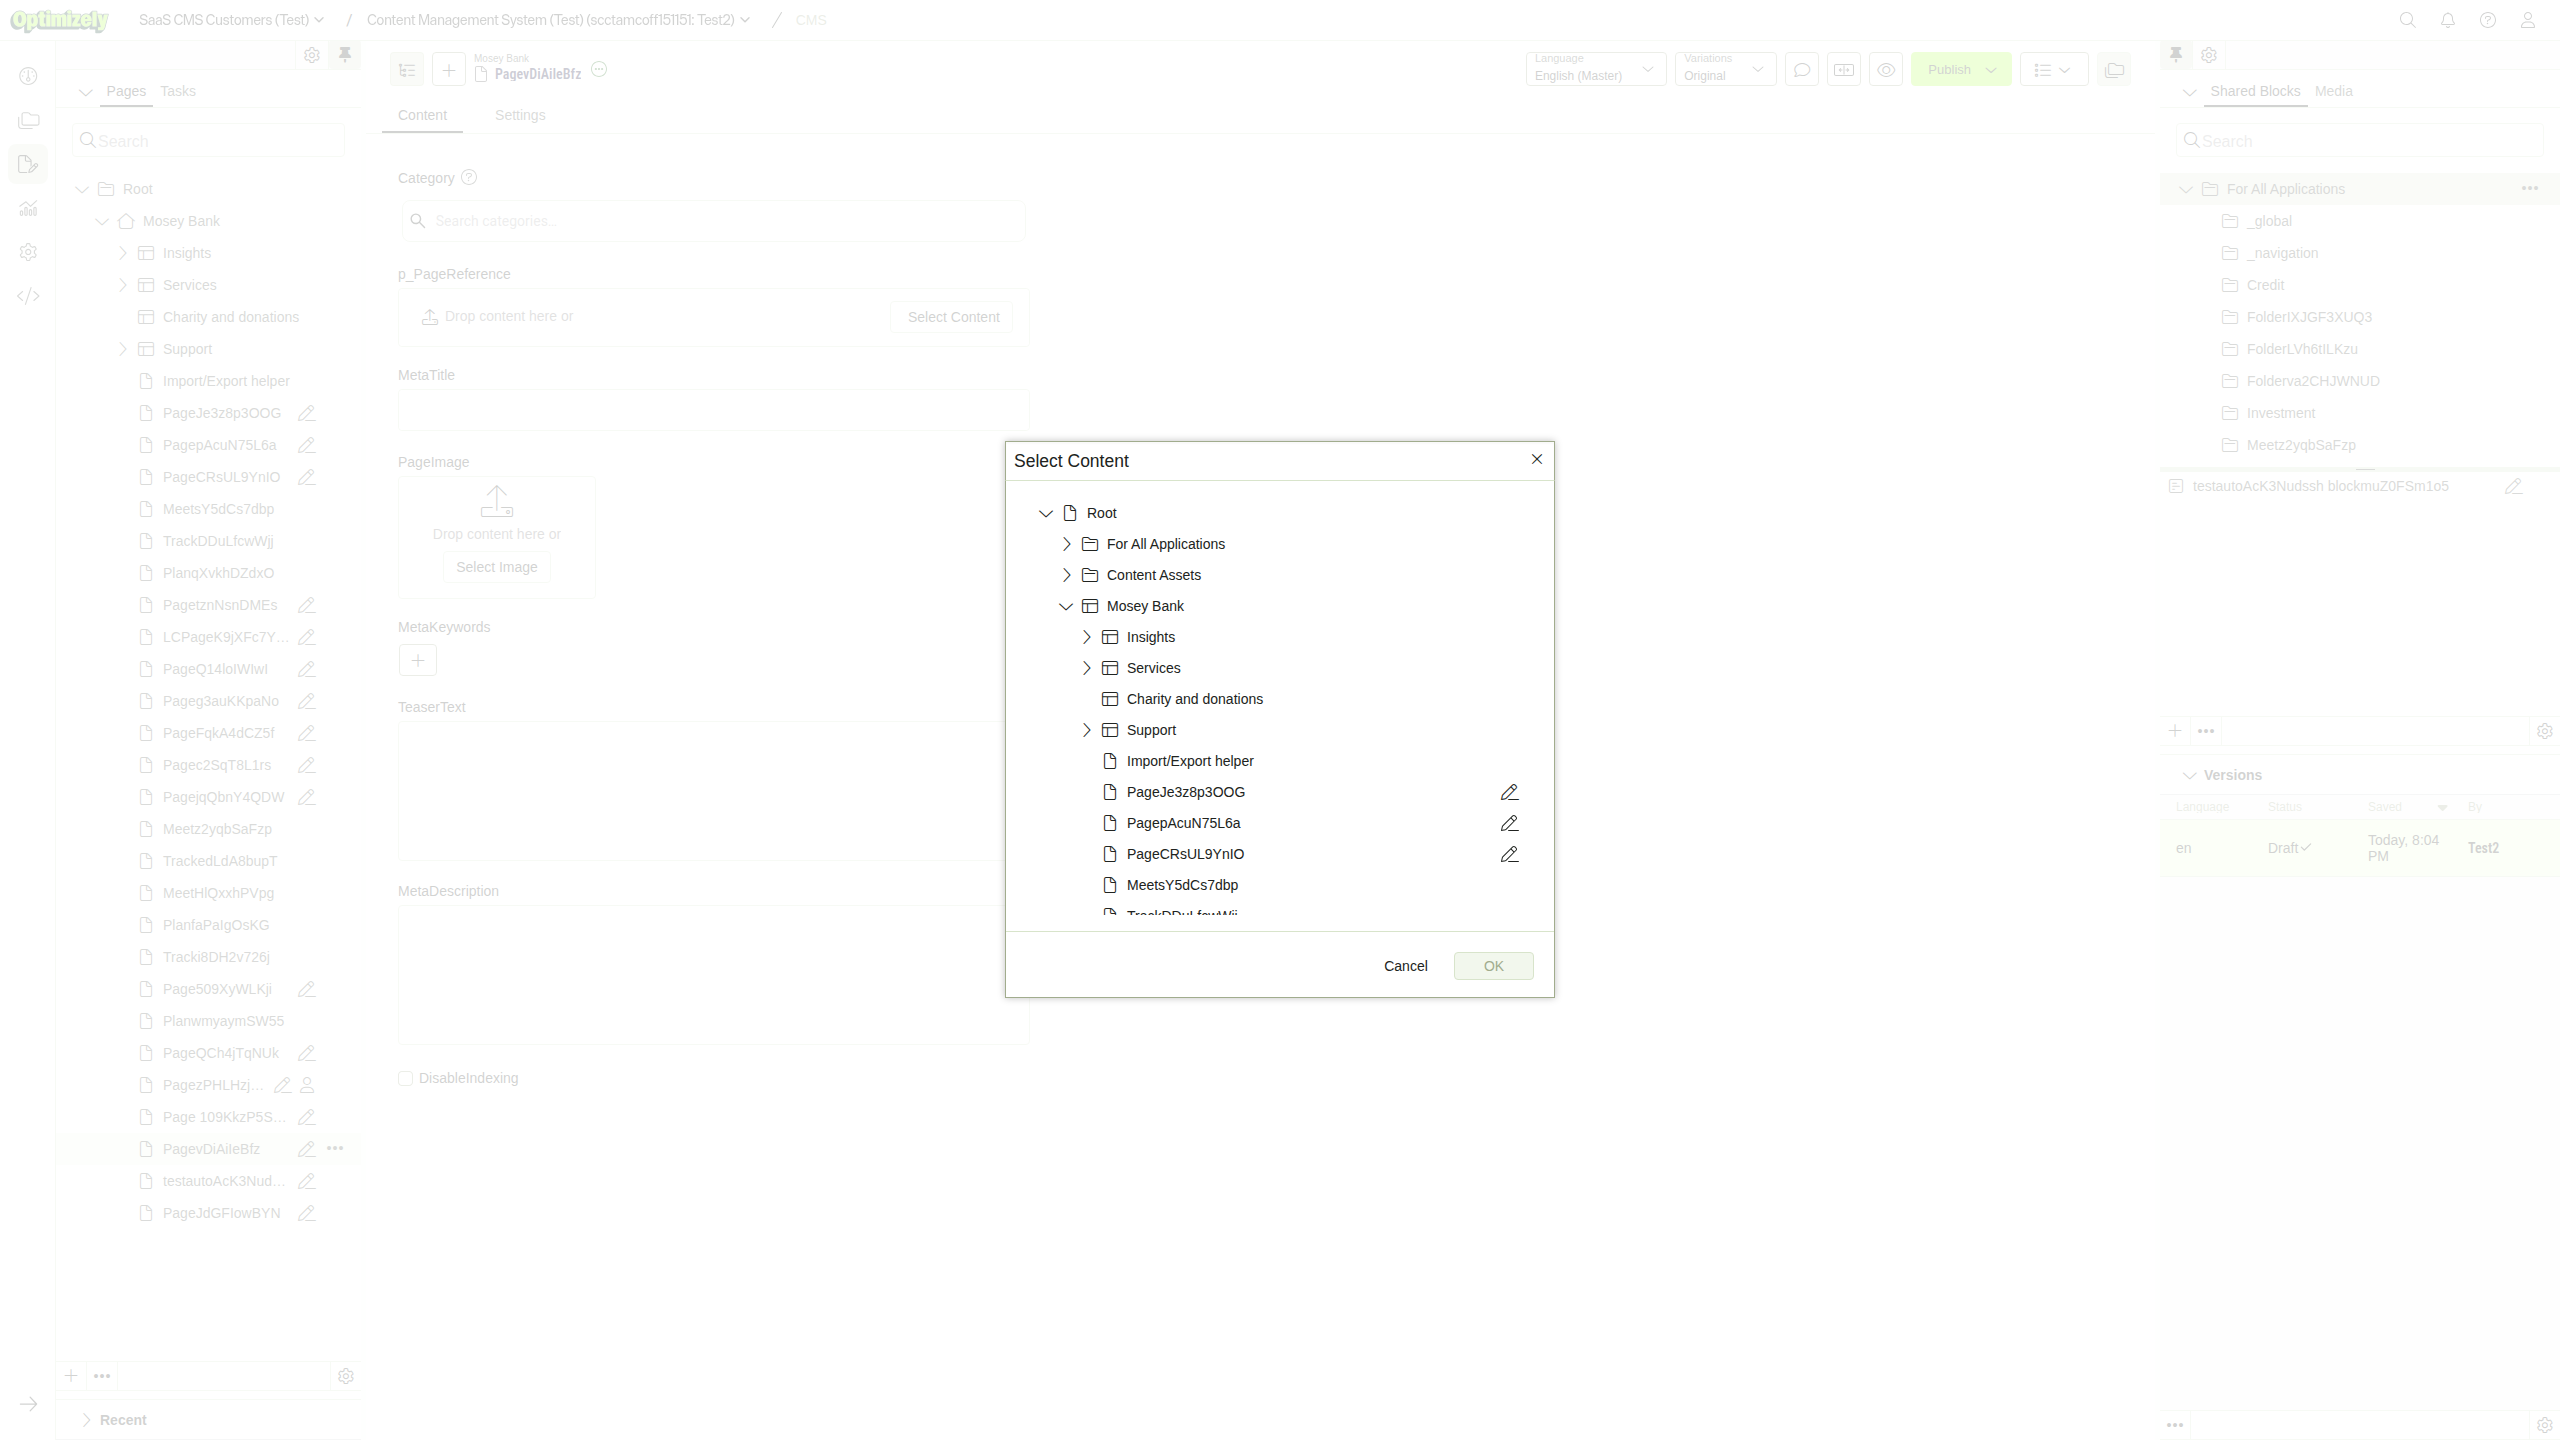 Optimizely
SaaS CMS Customers (Test)
/
Content Management System (Test) (scctamcoff151151: Test2)
/
CMS
Pages
Tasks
Search
Root
Mosey Bank
Insights
Services
Charity and donations
Support
Import/Export helper
PageJe3z8p3OOG
PagepAcuN75L6a
PageCRsUL9YnIO
MeetsY5dCs7dbp
TrackDDuLfcwWjj
PlanqXvkhDZdxO
PagetznNsnDMEs
LCPageK9jXFc7Y...
PageQ14loIWIwI
Pageg3auKKpaNo
PageFqkA4dCZ5f
Pagec2SqT8L1rs
PagejqQbnY4QDW
Meetz2yqbSaFzp
TrackedLdA8bupT
MeetHlQxxhPVpg
PlanfaPaIgOsKG
Tracki8DH2v726j
Page509XyWLKji
PlanwmyaymSW55
PageQCh4jTqNUk
PagezPHLHzj...
Page 109KkzP5S...
PagevDiAileBfz
testautoAcK3Nud...
PageJdGFIowBYN
Recent
Mosey Bank
PagevDiAileBfz
Language
English (Master)
Variations
Original
Publish
Content
Settings
Category
Search categories...
p_PageReference
Drop content here or
Select Content
MetaTitle
PageImage
Drop content here or
Select Image
MetaKeywords
TeaserText
MetaDescription
DisableIndexing
Select Content
Root
For All Applications
Content Assets
Mosey Bank
Insights
Services
Charity and donations
Support
Import/Export helper
PageJe3z8p3OOG
PagepAcuN75L6a
PageCRsUL9YnIO
MeetsY5dCs7dbp
TrackDDuLfcwWjj
Cancel
OK
Shared Blocks
Media
Search
For All Applications
_global
_navigation
Credit
FolderIXJGF3XUQ3
FolderLVh6tILKzu
Folderva2CHJWNUD
Investment
Meetz2yqbSaFzp
testautoAcK3Nudssh blockmuZ0FSm1o5
Versions
Language
Status
Saved
By
en
Draft
Today, 8:04
PM
Test2